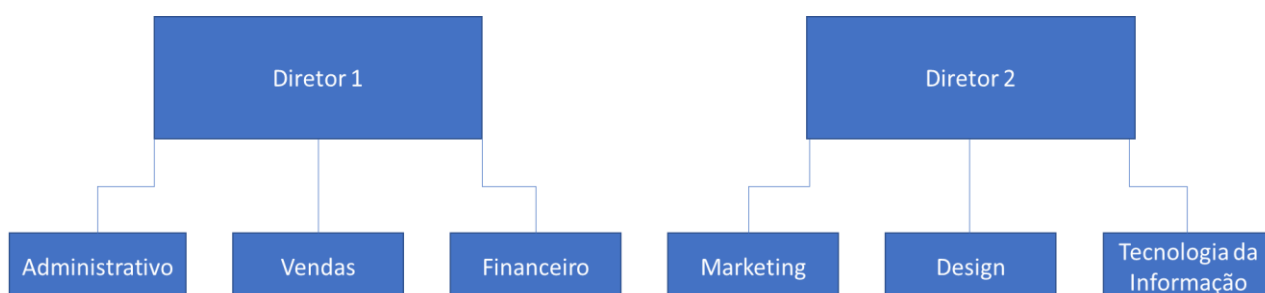 Diretor 1
Diretor 2
Administrativo
Vendas
Financeiro
Marketing
Design
Tecnologia da
Informação